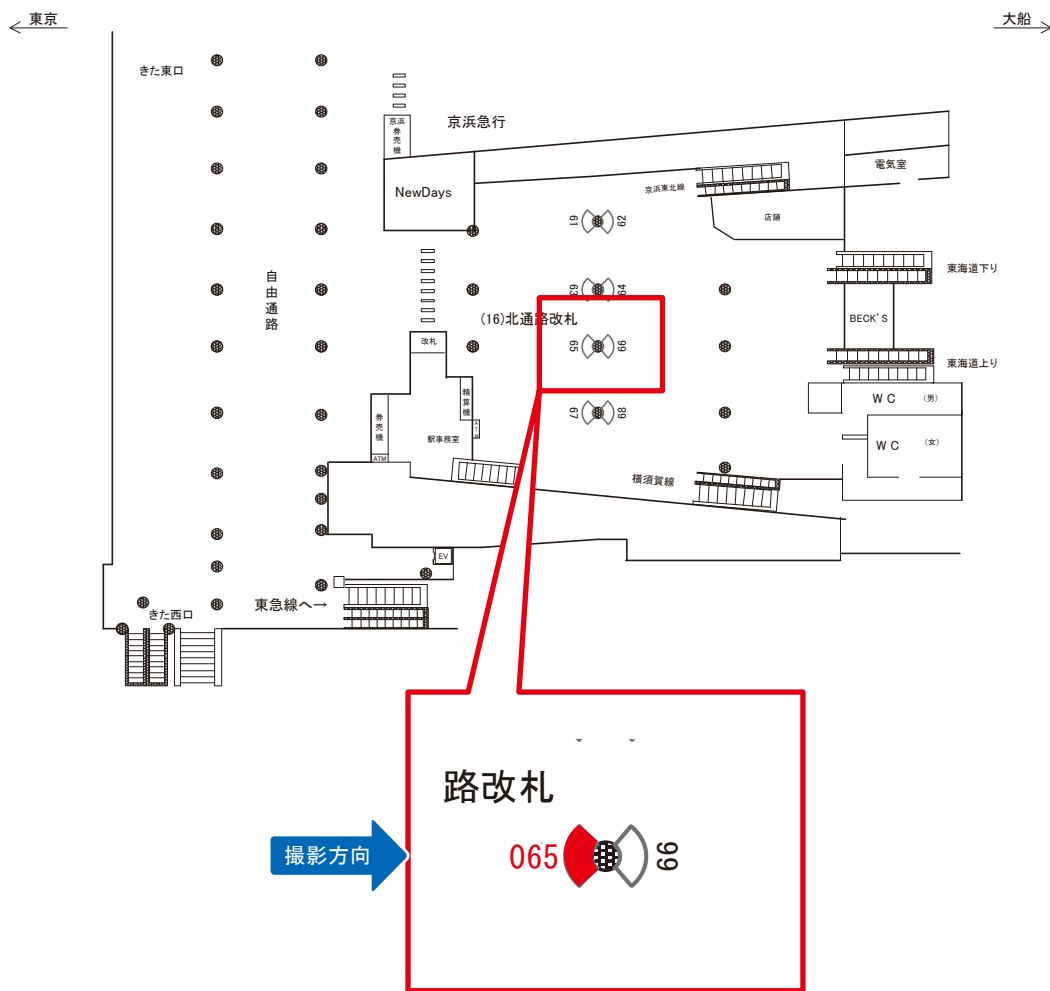 東京
大船
きた東口
京浜急行
京浜
券売機
NewDays
電気室
京浜東北線
店舗
61
62
自由通路
東海道下り
63
64
(16)北通路改札
BECK'S
改札
65
66
東海道上り
精算機
WC (男)
券売機
67
68
ATM
駅事務室
WC (女)
ATM
横須賀線
EV
東急線へ→
きた西口
路改札
撮影方向
065
66